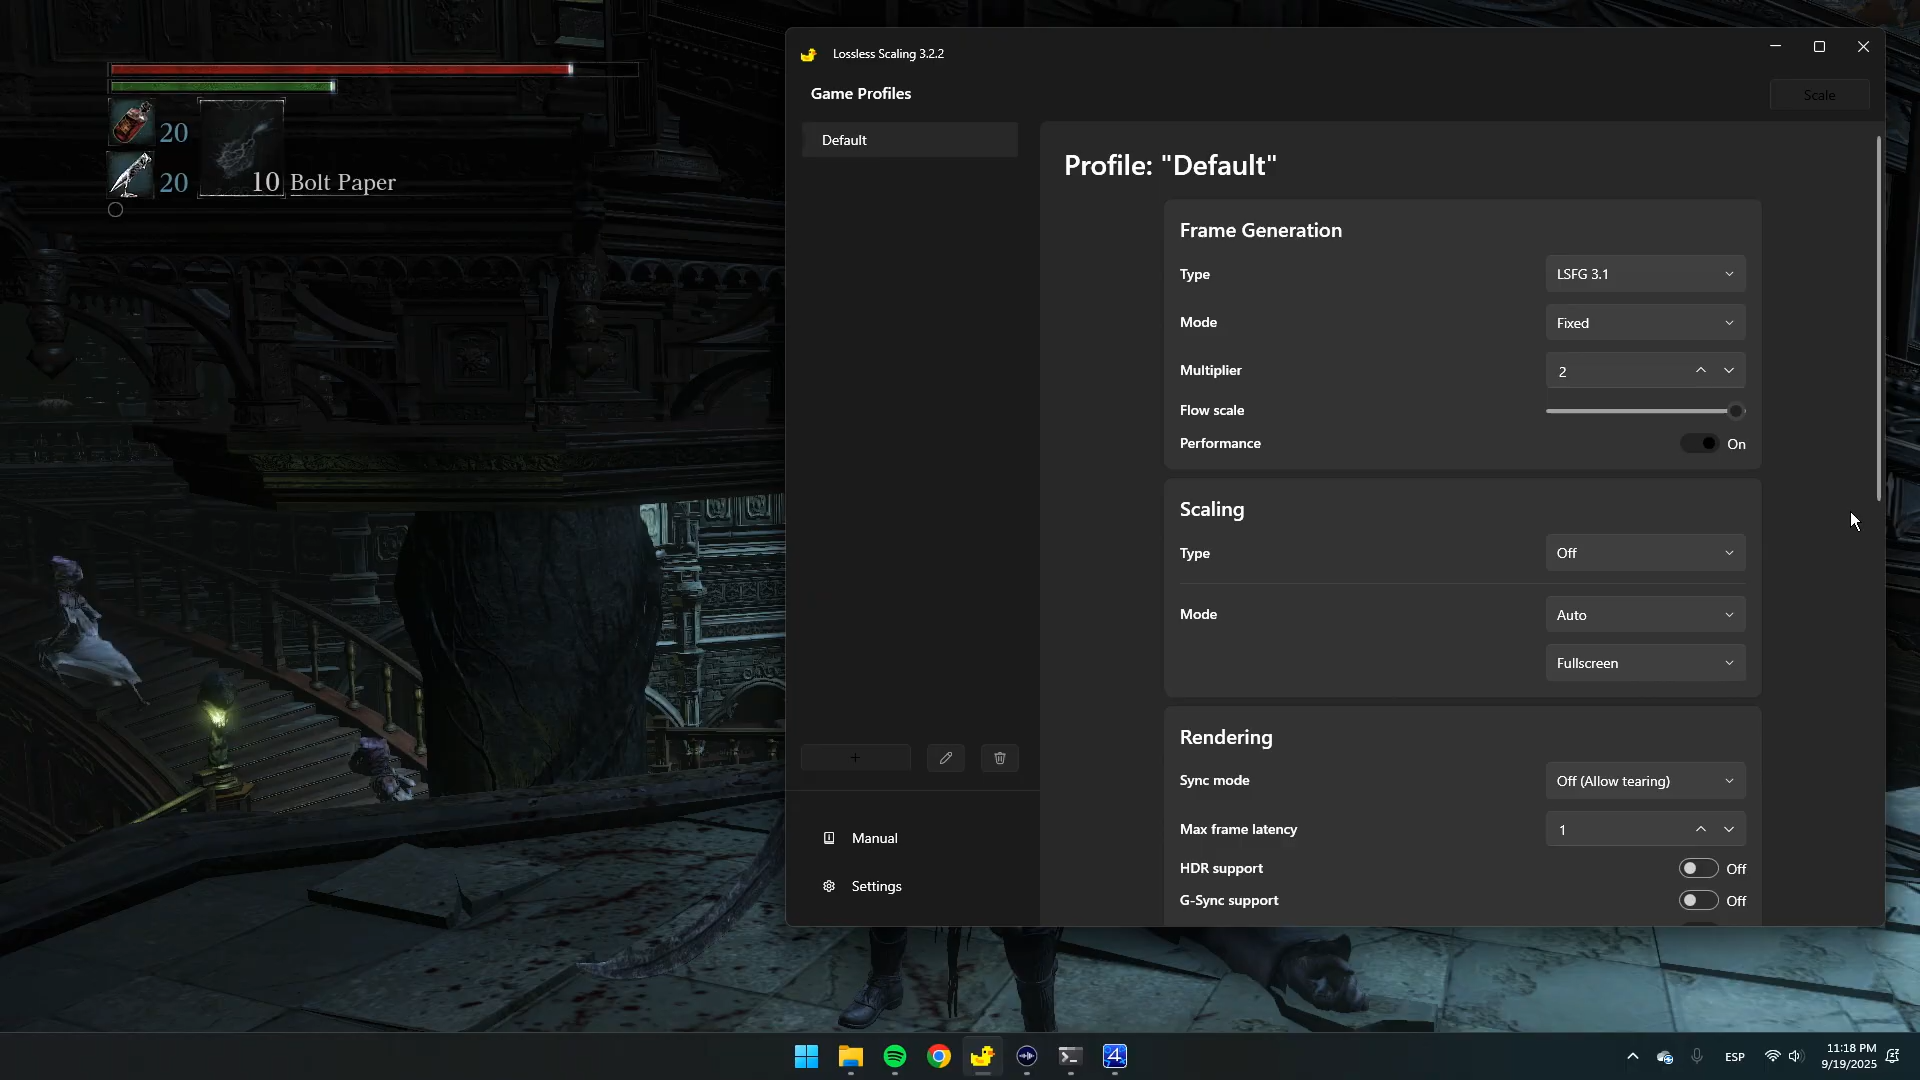 Lossless Scaling 3.2.2
Game Profiles
Scale
Default
Profile: "Default"
Frame Generation
Type
LSFG 3.1
Mode
Fixed
Multiplier
2
Flow scale
Performance
On
Scaling
Type
Off
Mode
Auto
Fullscreen
Rendering
Sync mode
Off (Allow tearing)
Max frame latency
1
HDR support
Off
G-Sync support
Off
Manual
Settings
20
20
10 Bolt Paper
4
ESP
11:18 PM
9/19/2025